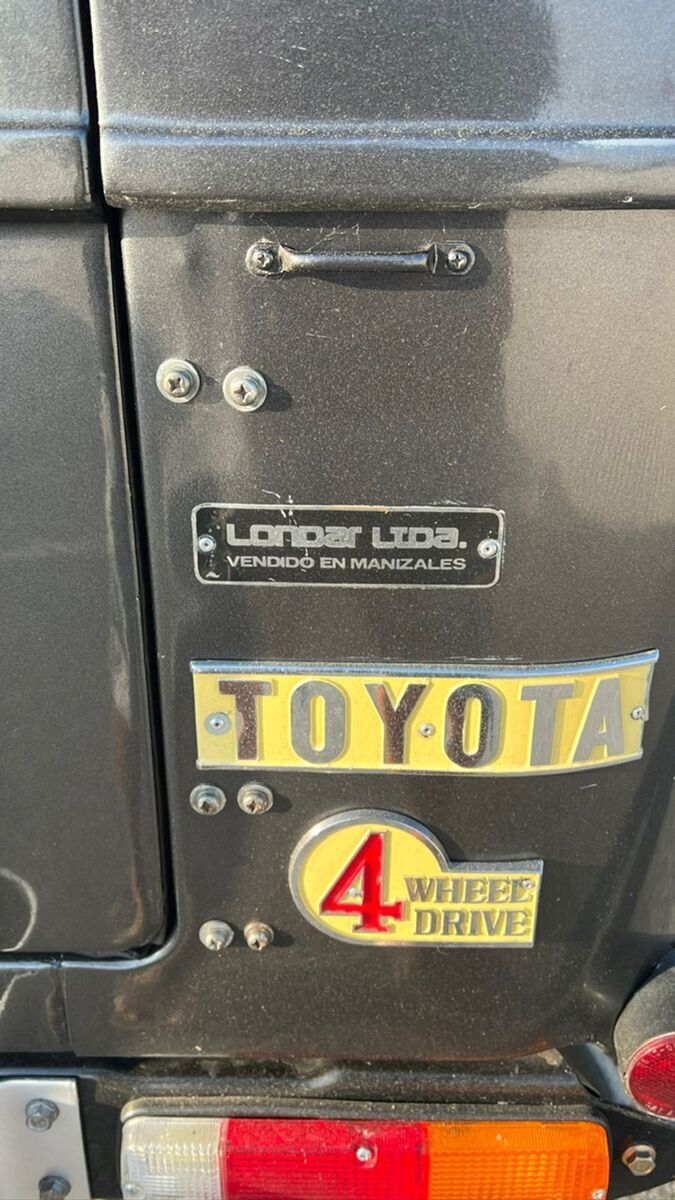 LONDAR LTDA.
VENDIDO EN MANIZALES
TOYOTA
4 WHEEL
DRIVE